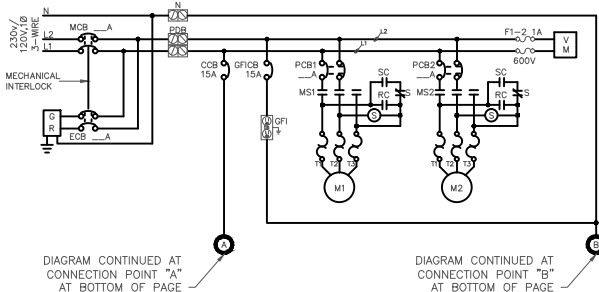 N
N
230v/
120V,1Ø
3-WIRE
MCB __A
L2
L1
PDB
L2
L1
F1-2 1A
600V
V
M
MECHANICAL
INTERLOCK
G
R
ECB __A
CCB
15A
GFICB
15A
GFI
PCB1
__A
MS1
SC
RC
S
S
T1
T2
T3
M1
PCB2
__A
MS2
SC
RC
S
S
T1
T2
T3
M2
A
B
DIAGRAM CONTINUED AT
CONNECTION POINT "A"
AT BOTTOM OF PAGE
DIAGRAM CONTINUED AT
CONNECTION POINT "B"
AT BOTTOM OF PAGE